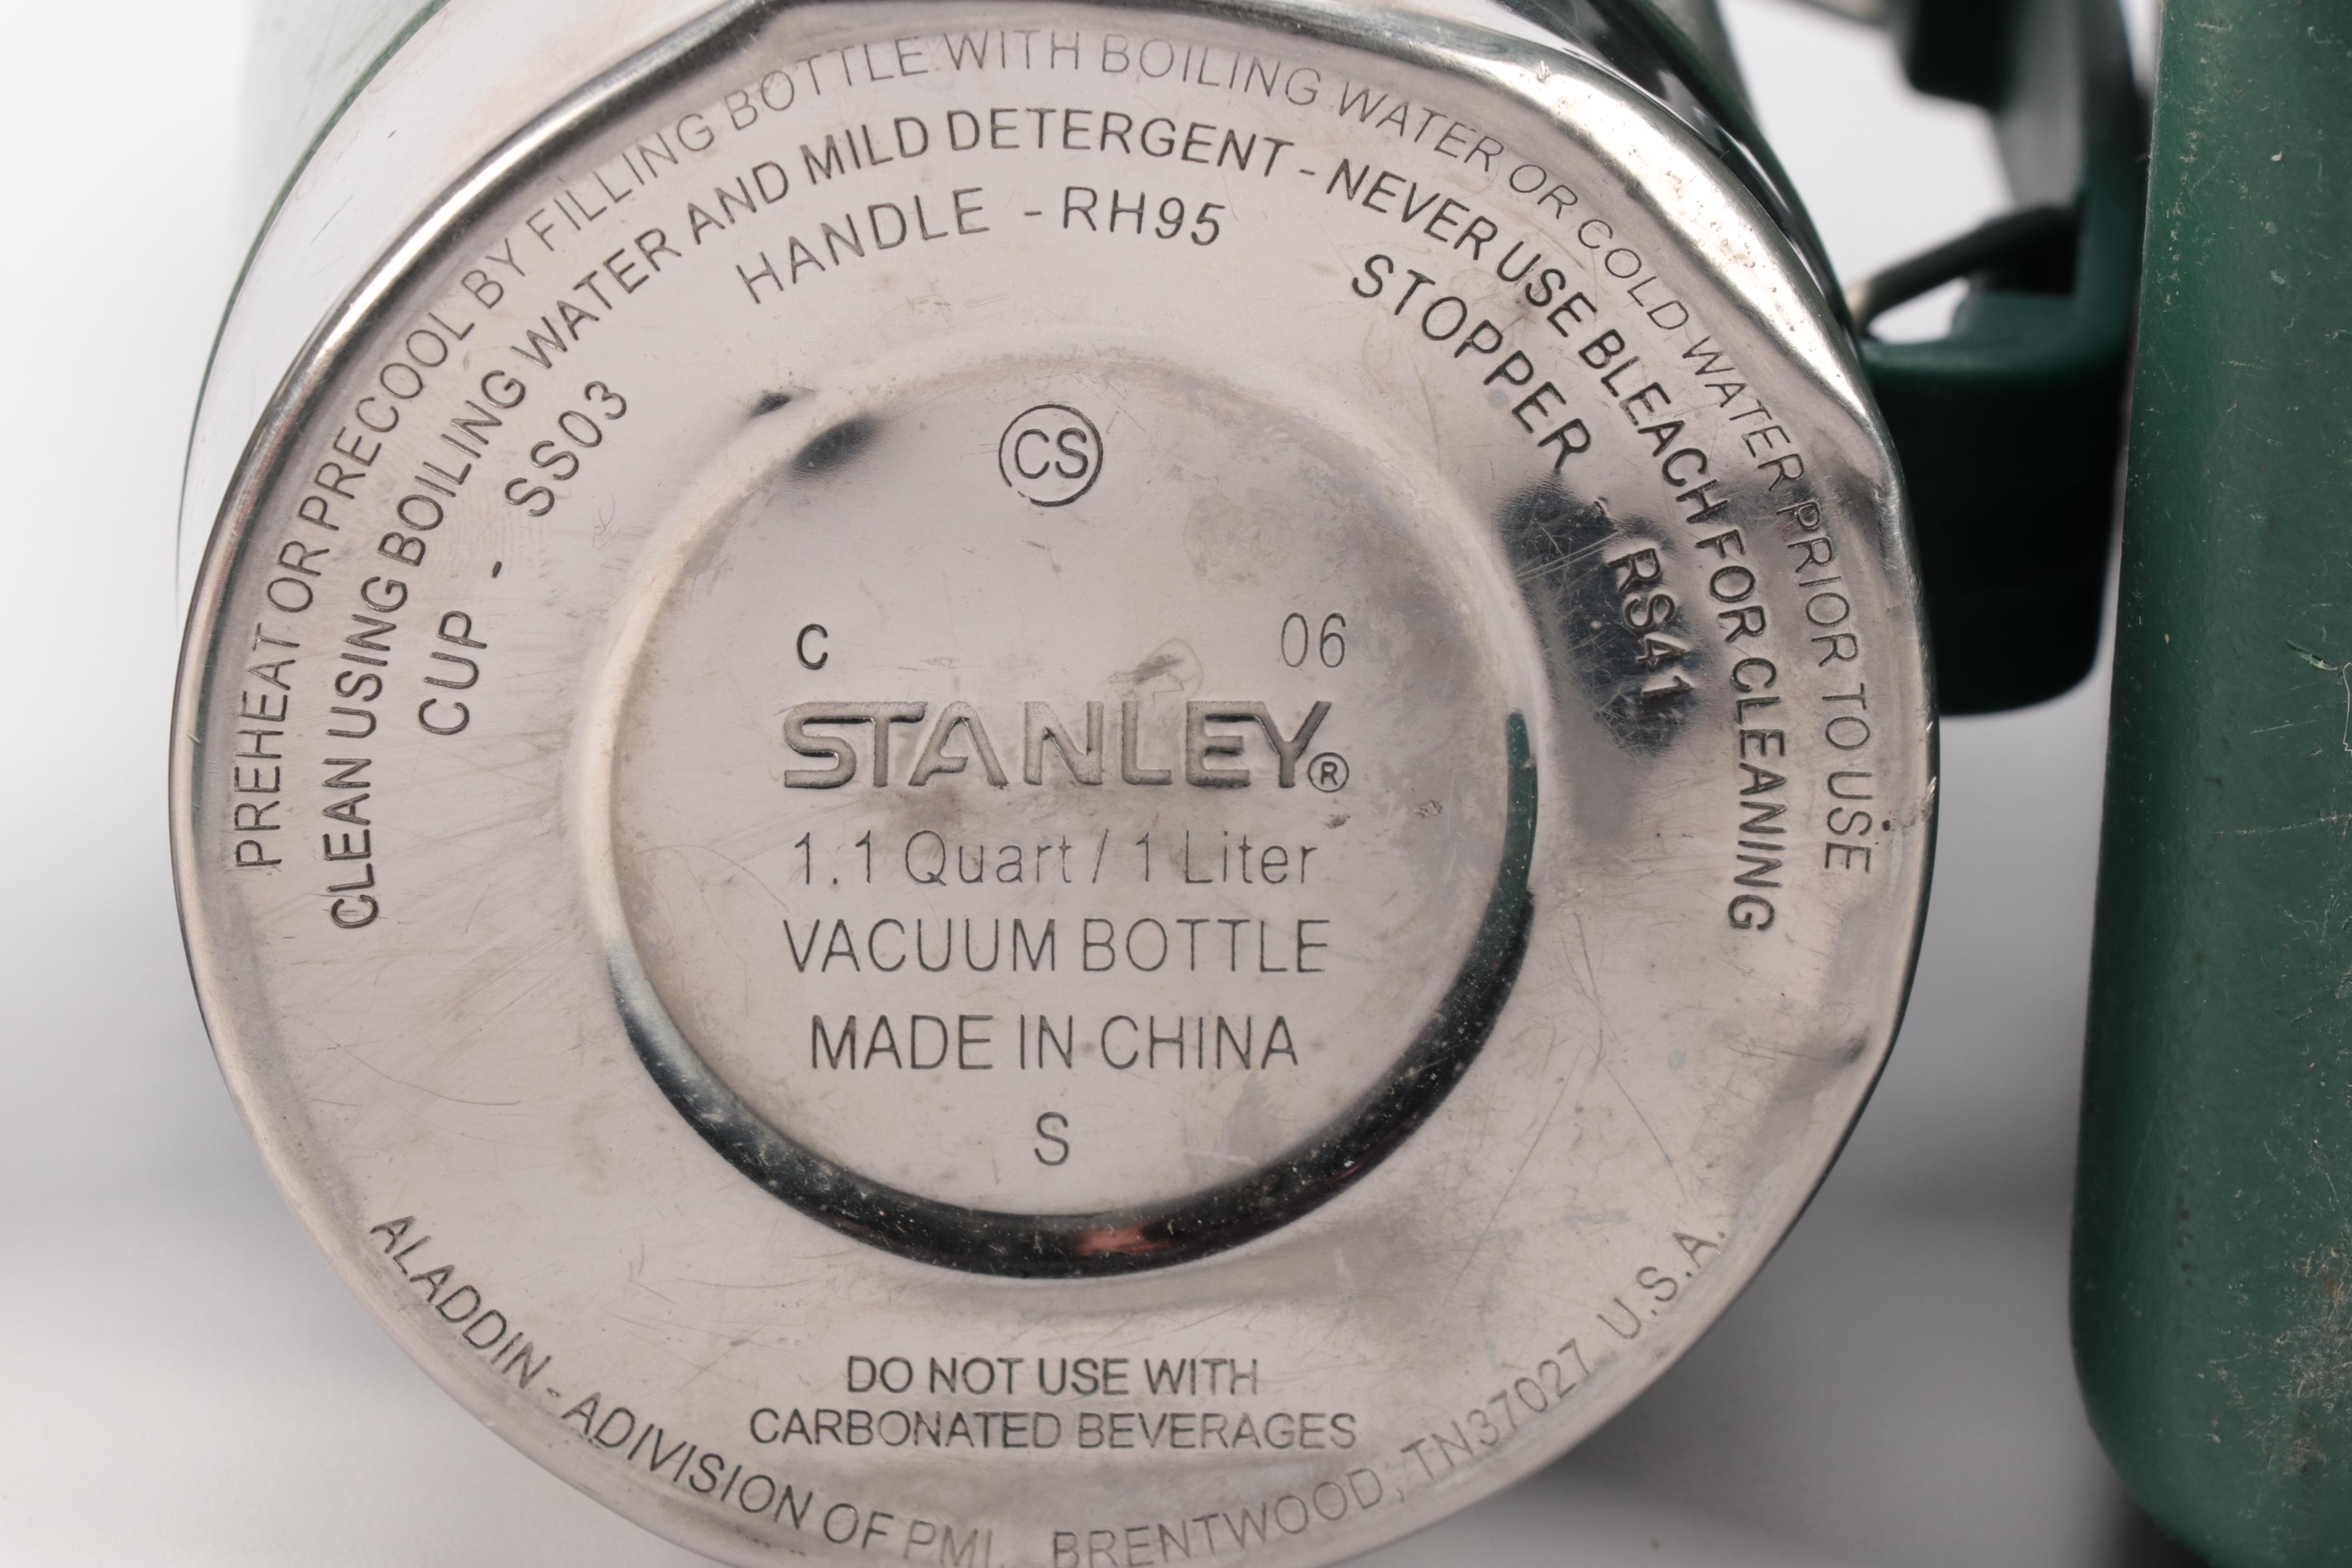 PREHEAT OR PRECOOL BY FILLING BOTTLE WITH BOILING WATER OR COLD WATER PRIOR TO USE
CLEAN USING BOILING WATER AND MILD DETERGENT - NEVER USE BLEACH FOR CLEANING
CUP - SS03 HANDLE - RH95 STOPPER - RS41
CS
C 06
STANLEY®
1.1 Quart / 1 Liter
VACUUM BOTTLE
MADE IN CHINA
S
DO NOT USE WITH
CARBONATED BEVERAGES
ALADDIN - A DIVISION OF PMI. BRENTWOOD, TN37027 U.S.A.